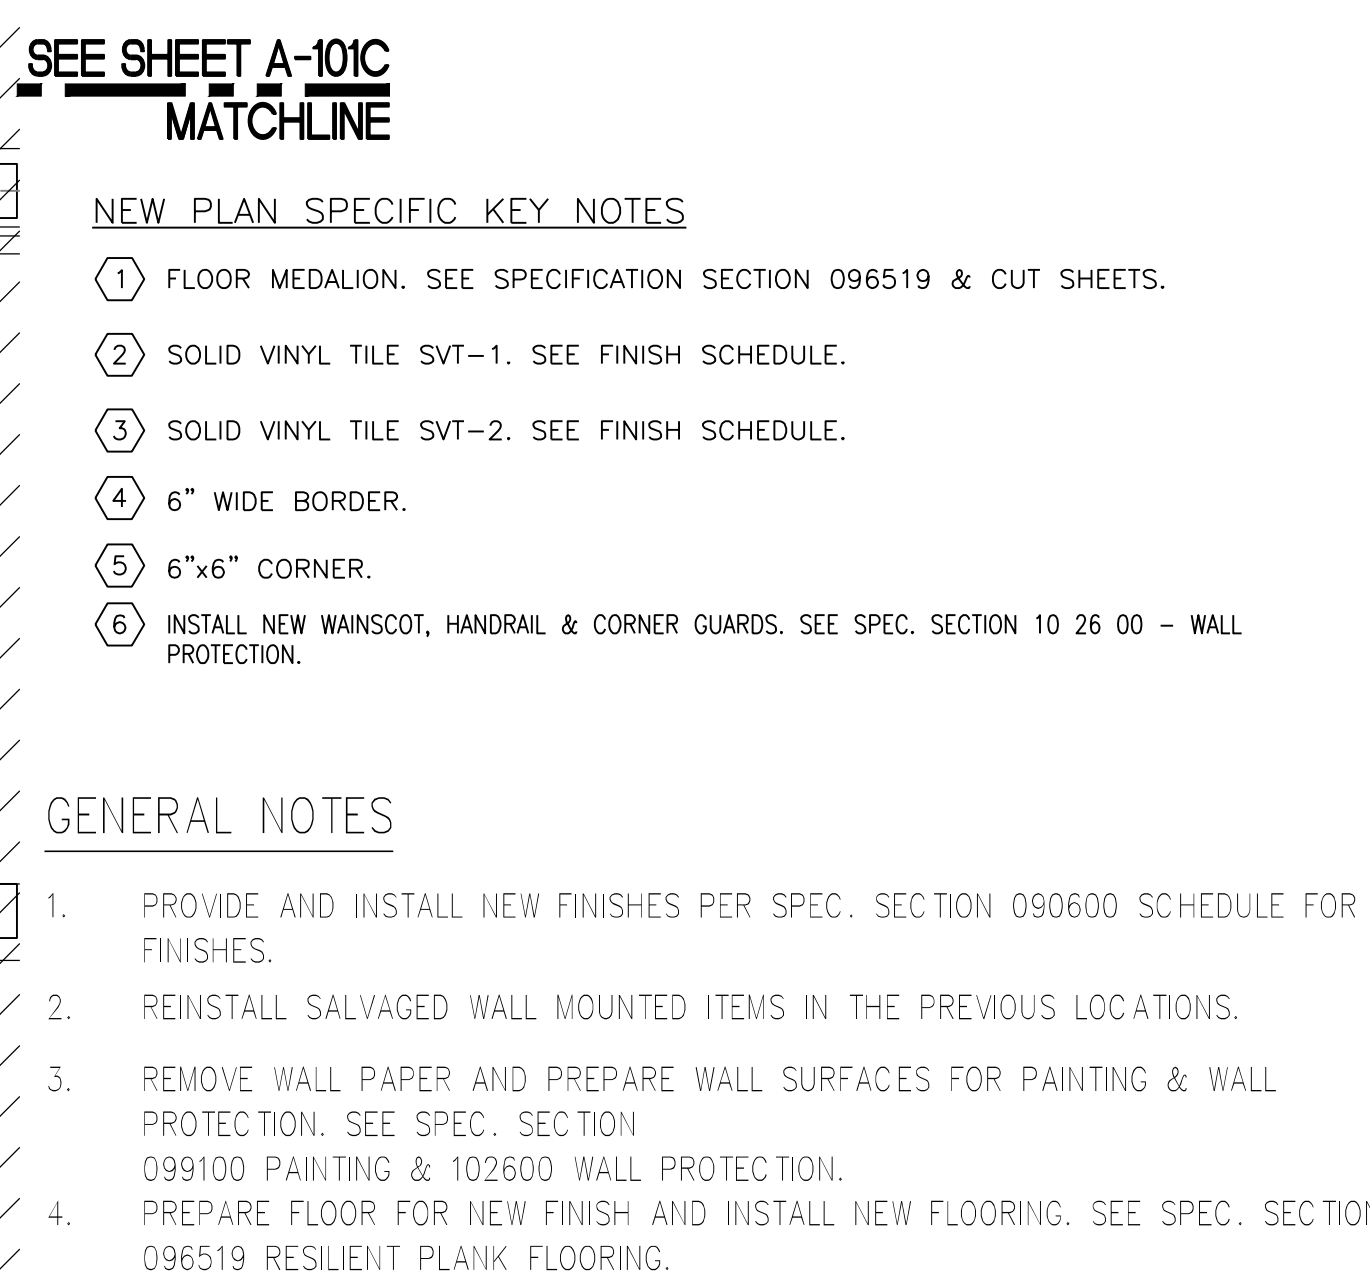 SEE SHEET A-101C
MATCHLINE
NEW PLAN SPECIFIC KEY NOTES
1 FLOOR MEDALION. SEE SPECIFICATION SECTION 096519 & CUT SHEETS.
2 SOLID VINYL TILE SVT-1. SEE FINISH SCHEDULE.
3 SOLID VINYL TILE SVT-2. SEE FINISH SCHEDULE.
4 6" WIDE BORDER.
5 6"x6" CORNER.
6 INSTALL NEW WAINSCOT, HANDRAIL & CORNER GUARDS. SEE SPEC. SECTION 10 26 00 – WALL
PROTECTION.
GENERAL NOTES
1. PROVIDE AND INSTALL NEW FINISHES PER SPEC. SECTION 090600 SCHEDULE FOR
FINISHES.
2. REINSTALL SALVAGED WALL MOUNTED ITEMS IN THE PREVIOUS LOCATIONS.
3. REMOVE WALL PAPER AND PREPARE WALL SURFACES FOR PAINTING & WALL
PROTECTION. SEE SPEC. SECTION
099100 PAINTING & 102600 WALL PROTECTION.
4. PREPARE FLOOR FOR NEW FINISH AND INSTALL NEW FLOORING. SEE SPEC. SECTION
096519 RESILIENT PLANK FLOORING.